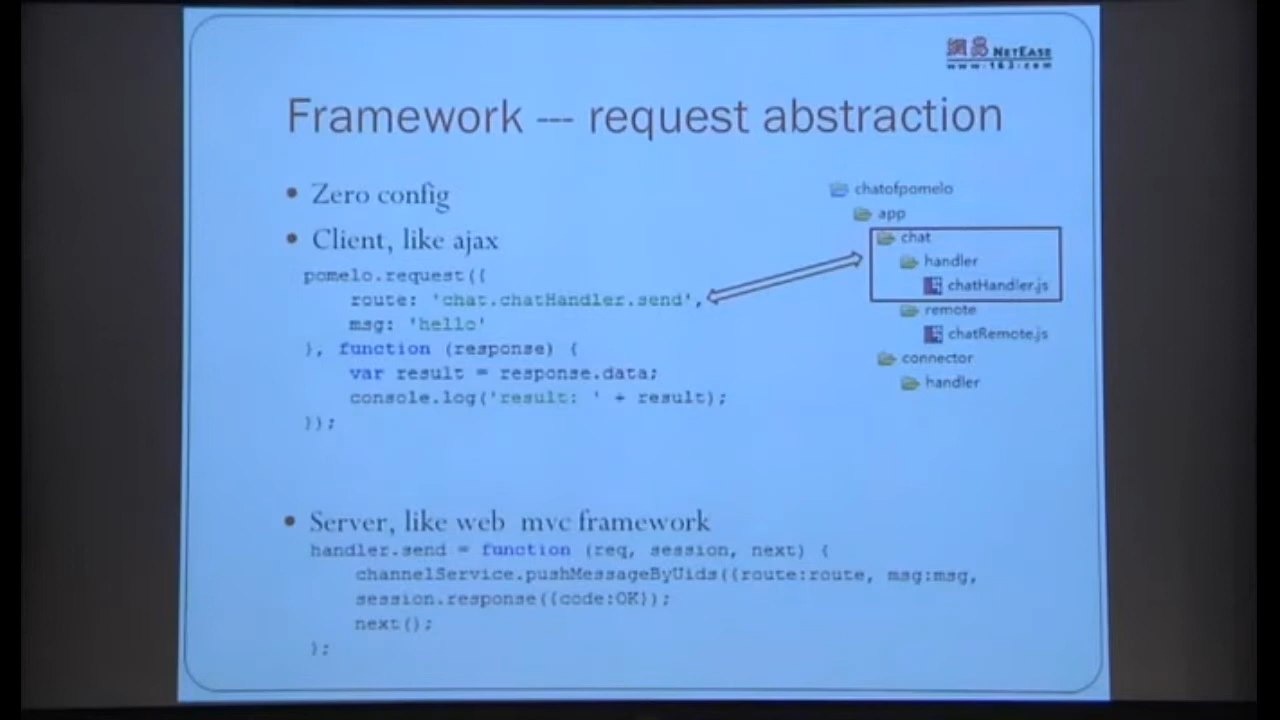 網易 NETEASE
www.163.com
Framework --- request abstraction
• Zero config
• Client, like ajax
pomelo.request({
route: 'chat.chatHandler.send',
msg: 'hello'
}, function (response) {
var result = response.data;
console.log('result: ' + result);
});
chatofpomelo
app
chat
handler
chatHandler.js
remote
chatRemote.js
connector
handler
• Server, like web mvc framework
handler.send = function (req, session, next) {
channelService.pushMessageByUids({route:route, msg:msg,
session.response({code:OK});
next();
};